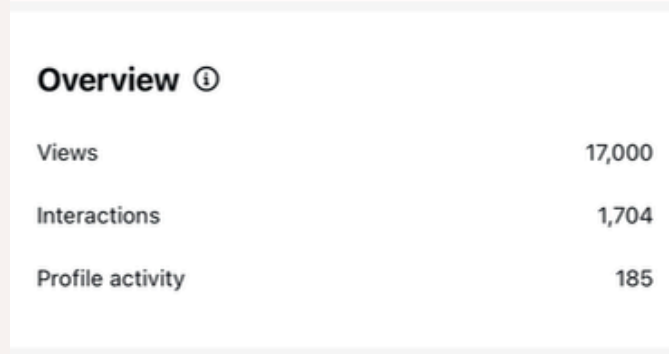 Overview
Views 17,000
Interactions 1,704
Profile activity 185